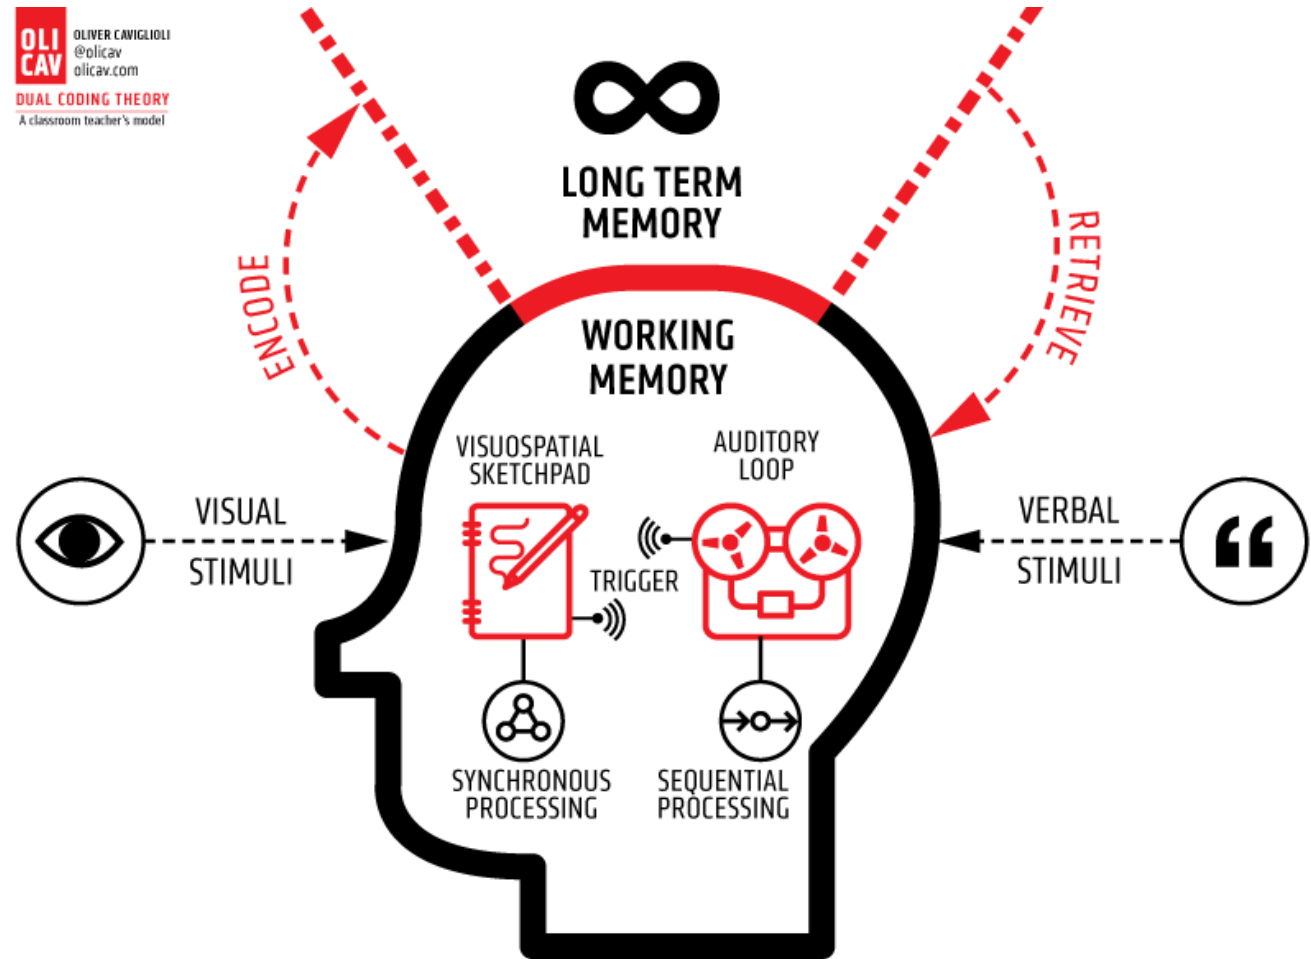 OLI
CAV
OLIVER CAVIGLIOLI
@olicav
olicav.com
DUAL CODING THEORY
A classroom teacher's model
LONG TERM
MEMORY
ENCODE
RETRIEVE
WORKING
MEMORY
VISUOSPATIAL
SKETCHPAD
AUDITORY
LOOP
VISUAL
STIMULI
TRIGGER
VERBAL
STIMULI
SYNCHRONOUS
PROCESSING
SEQUENTIAL
PROCESSING